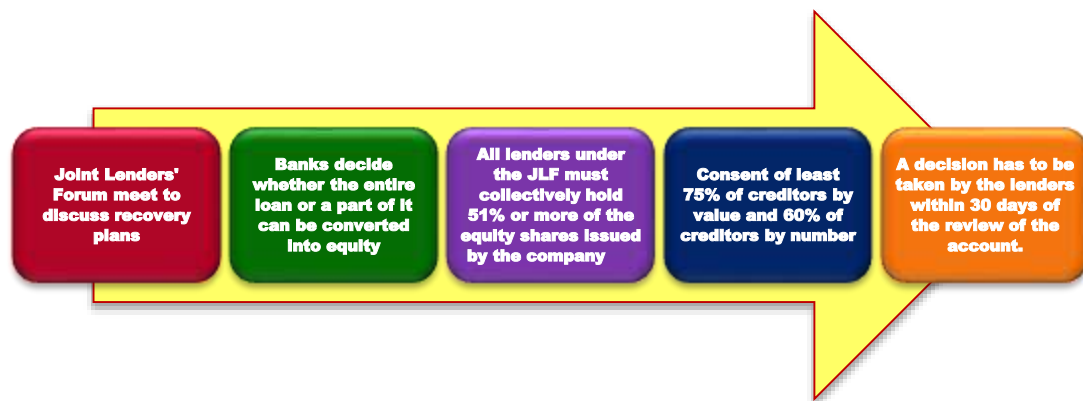 Joint Lenders'
Forum meet to
discuss recovery
plans
Banks decide
whether the entire
loan or a part of it
can be converted
into equity
All lenders under
the JLF must
collectively hold
51% or more of the
equity shares issued
by the company
Consent of least
75% of creditors by
value and 60% of
creditors by number
A decision has to be
taken by the lenders
within 30 days of
the review of the
account.